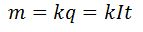 m = kq = kIt